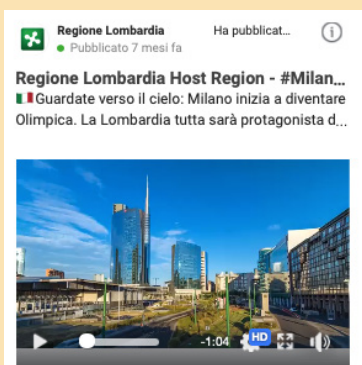 Regione Lombardia Ha pubblicat...
Pubblicato 7 mesi fa
Regione Lombardia Host Region - #Milan...
Guardate verso il cielo: Milano inizia a diventare
Olimpica. La Lombardia tutta sarà protagonista d...
-1:04 HD